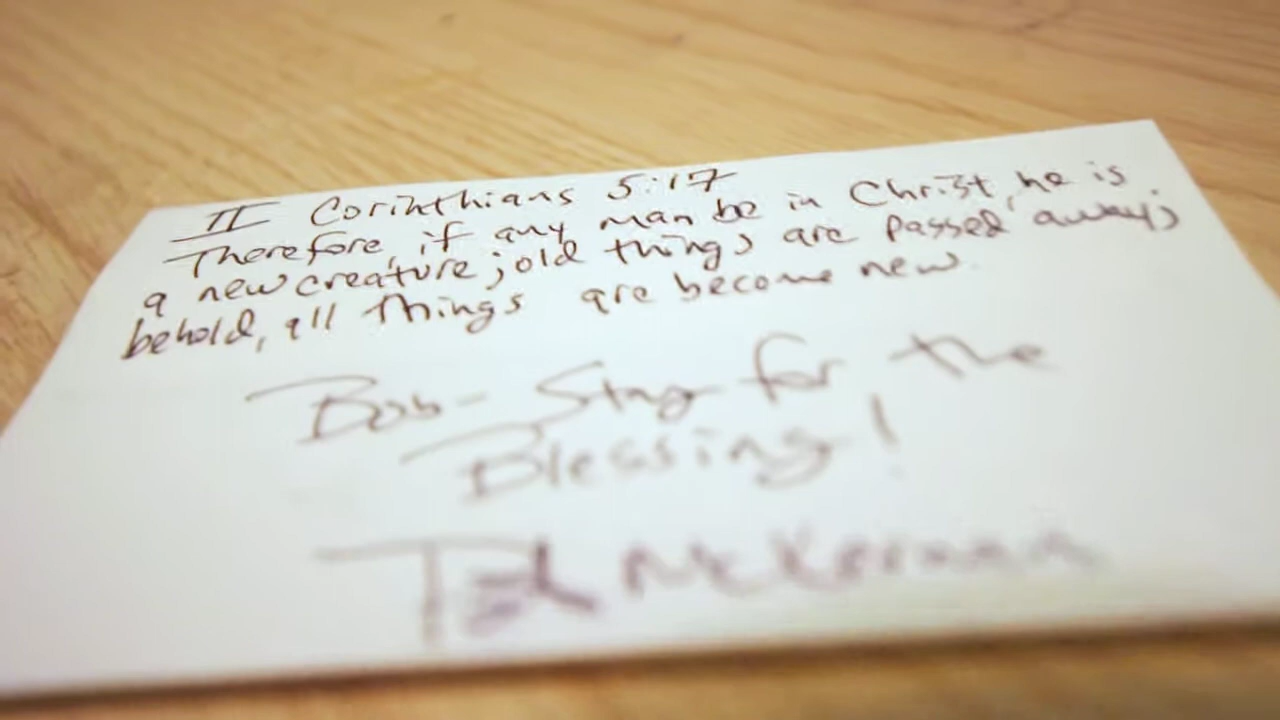 II Corinthians 5:17
Therefore, if any man be in Christ, he is
a new creature; old things are passed away;
behold, all things are become new.
Bob- Stay for the
Blessing!
McKernan